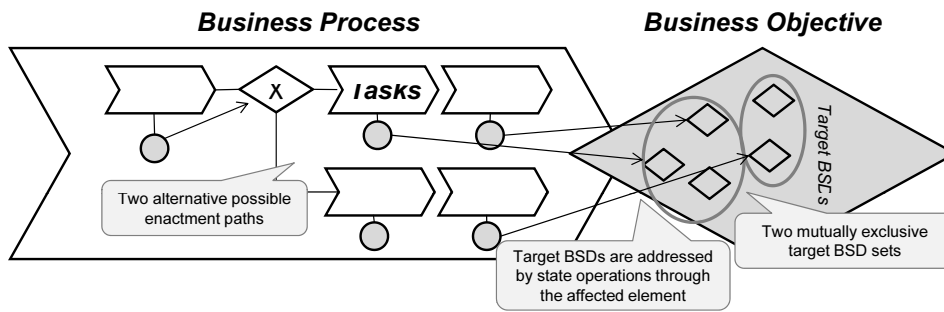 Business Process
Business Objective
X
Tasks
Target BSDs
Two alternative possible
enactment paths
Target BSDs are addressed
by state operations through
the affected element
Two mutually exclusive
target BSD sets